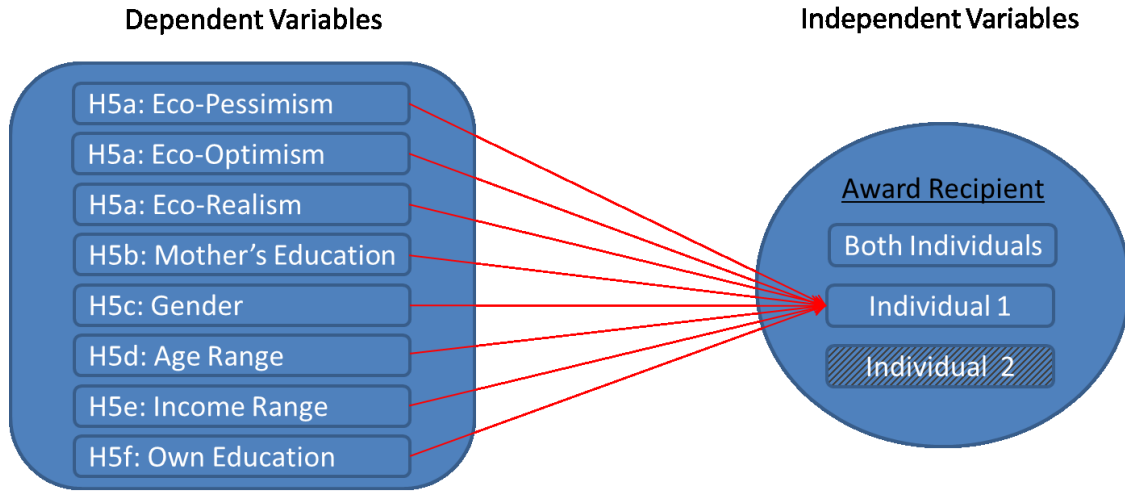 Dependent Variables
Independent Variables
H5a: Eco-Pessimism
H5a: Eco-Optimism
H5a: Eco-Realism
H5b: Mother's Education
H5c: Gender
H5d: Age Range
H5e: Income Range
H5f: Own Education
Award Recipient
Both Individuals
Individual 1
Individual 2